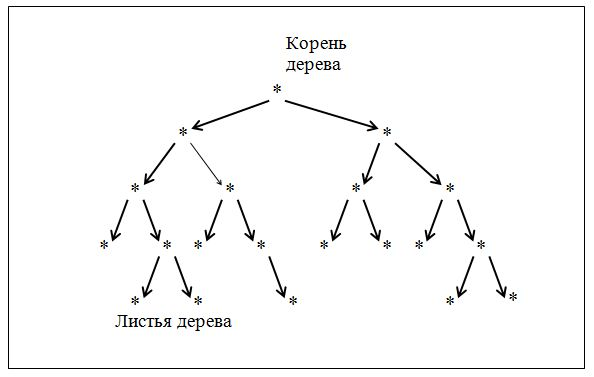 Корень
дерева
*
* *
* * * *
* * * * * * * *
* * * * *
Листья дерева